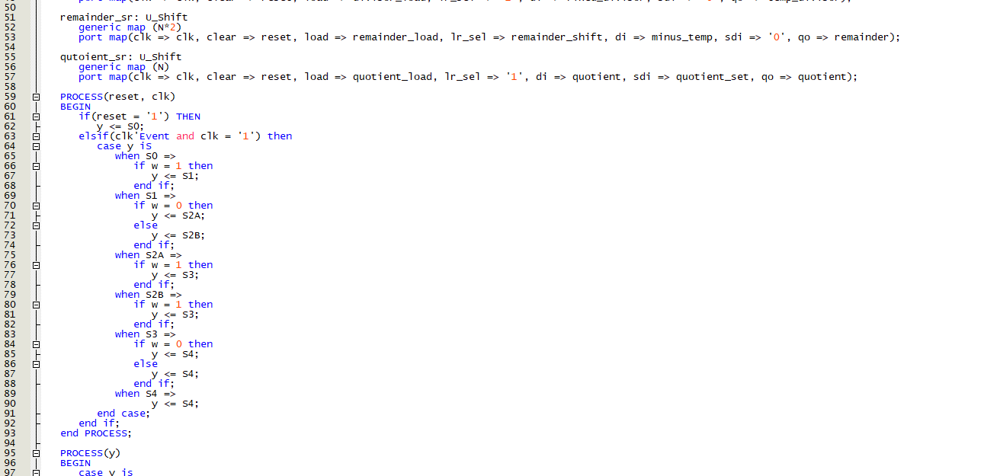 50
51 remainder_sr: U_Shift
52 generic map (N*2)
53 port map(clk => clk, clear => reset, load => remainder_load, lr_sel => remainder_shift, di => minus_temp, sdi => '0', qo => remainder);
54
55 qutoient_sr: U_Shift
56 generic map (N)
57 port map(clk => clk, clear => reset, load => quotient_load, lr_sel => '1', di => quotient, sdi => quotient_set, qo => quotient);
58
59 PROCESS(reset, clk)
60 BEGIN
61 if(reset = '1') THEN
62 y <= S0;
63 elsif(clk'Event and clk = '1') then
64 case y is
65 when S0 =>
66 if w = 1 then
67 y <= S1;
68 end if;
69 when S1 =>
70 if w = 0 then
71 y <= S2A;
72 else
73 y <= S2B;
74 end if;
75 when S2A =>
76 if w = 1 then
77 y <= S3;
78 end if;
79 when S2B =>
80 if w = 1 then
81 y <= S3;
82 end if;
83 when S3 =>
84 if w = 0 then
85 y <= S4;
86 else
87 y <= S4;
88 end if;
89 when S4 =>
90 y <= S4;
91 end case;
92 end if;
93 end PROCESS;
94
95 PROCESS(y)
96 BEGIN
97 case y is